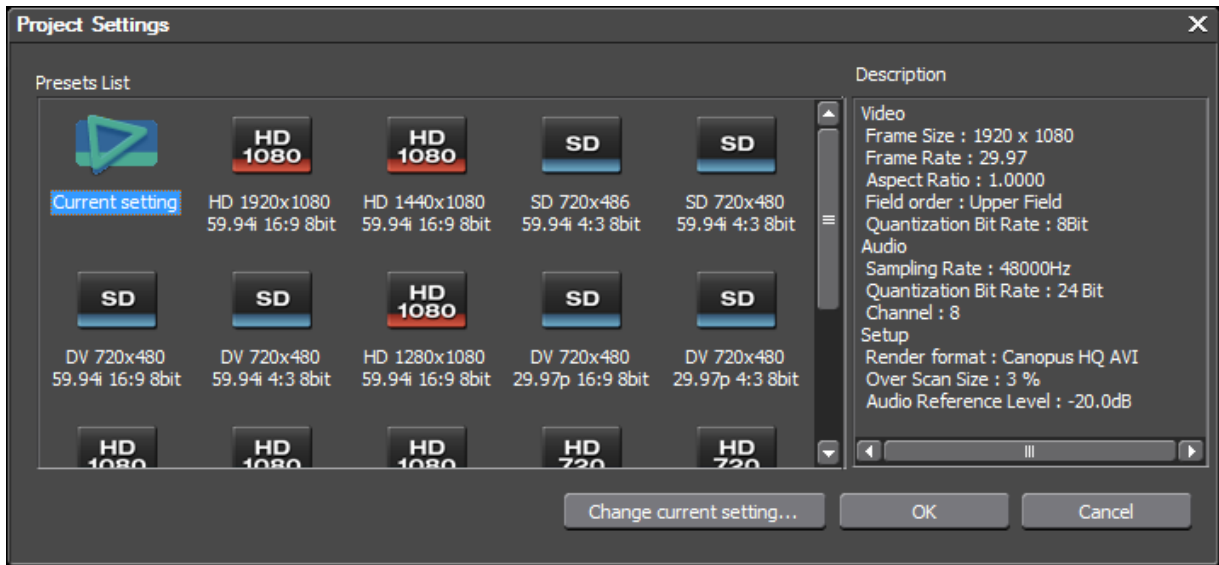 Project Settings
Presets List
Description
HD
1080
HD
1080
SD
SD
Current setting
HD 1920x1080
59.94i 16:9 8bit
HD 1440x1080
59.94i 16:9 8bit
SD 720x486
59.94i 4:3 8bit
SD 720x480
59.94i 4:3 8bit
SD
SD
HD
1080
SD
SD
DV 720x480
59.94i 16:9 8bit
DV 720x480
59.94i 4:3 8bit
HD 1280x1080
59.94i 16:9 8bit
DV 720x480
29.97p 16:9 8bit
DV 720x480
29.97p 4:3 8bit
HD
1080
HD
1080
HD
1080
HD
720
HD
720
Video
Frame Size : 1920 x 1080
Frame Rate : 29.97
Aspect Ratio : 1.0000
Field order : Upper Field
Quantization Bit Rate : 8Bit
Audio
Sampling Rate : 48000Hz
Quantization Bit Rate : 24 Bit
Channel : 8
Setup
Render format : Canopus HQ AVI
Over Scan Size : 3 %
Audio Reference Level : -20.0dB
Change current setting...
OK
Cancel